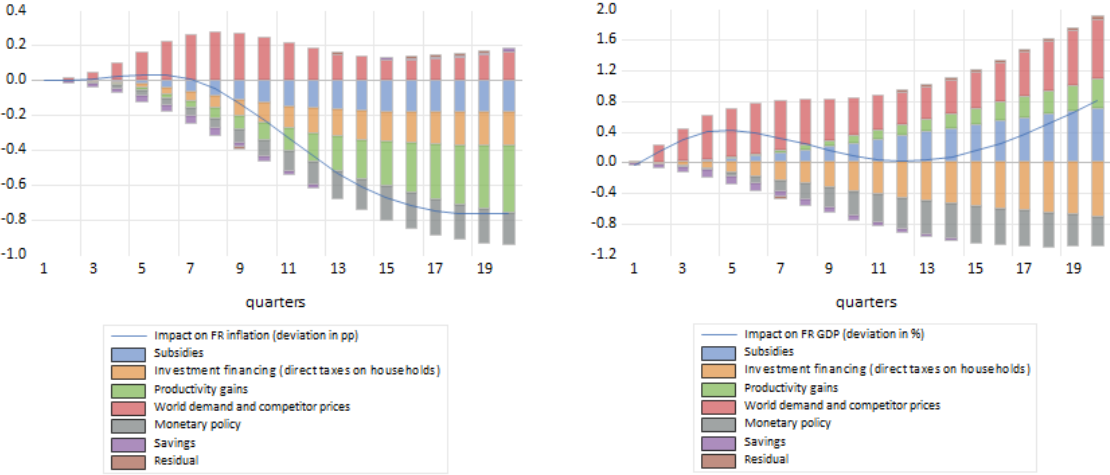 0.4
0.2
0.0
-0.2
-0.4
-0.6
-0.8
-1.0
1 3 5 7 9 11 13 15 17 19
quarters
Impact on FR inflation (deviation in pp)
Subsidies
Investment financing (direct taxes on households)
Productivity gains
World demand and competitor prices
Monetary policy
Savings
Residual
2.0
1.6
1.2
0.8
0.4
0.0
-0.4
-0.8
-1.2
1 3 5 7 9 11 13 15 17 19
quarters
Impact on FR GDP (deviation in %)
Subsidies
Investment financing (direct taxes on households)
Productivity gains
World demand and competitor prices
Monetary policy
Savings
Residual